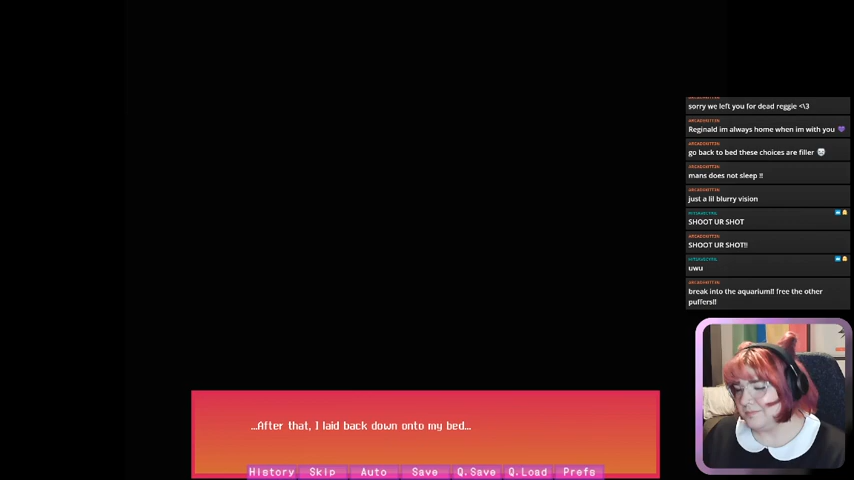 sorry we left you for dead reggie <\3
Reginald im always home when im with you 💜
go back to bed these choices are filler 💀
mans does not sleep !!
just a lil blurry vision
SHOOT UR SHOT
SHOOT UR SHOT!!
uwu
break into the aquarium!! free the other
puffers!!
...After that, I laid back down onto my bed...
History Skip Auto Save Q.Save Q.Load Prefs